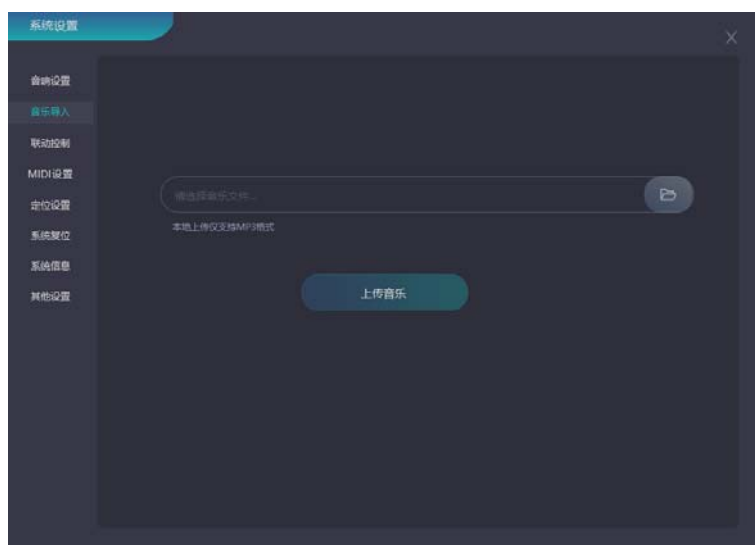 系统设置
音响设置
音乐导入
联动控制
MIDI设置
定位设置
系统复位
系统信息
其他设置
请选择音乐文件...
本地上传仅支持MP3格式
上传音乐